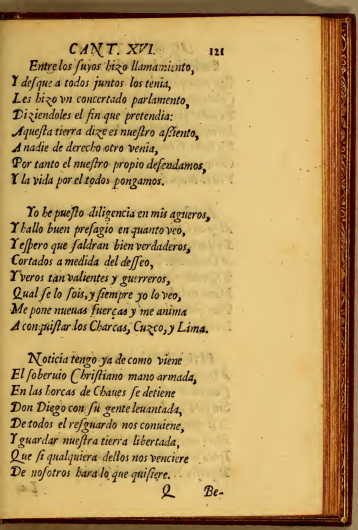 CANT. XVI. 121
Entre los ſuyos hizo llamamiento,
Y deſque a todos juntos los tenia,
Les hizo vn concertado parlamento,
Diziendoles el fin que pretendia:
Aqueſta tierra dize es nueſtro aſsiento,
A nadie de derecho otro venia,
Por tanto el nueſtro propio defendamos,
Y la vida por el todos pongamos.
Yo he pueſto diligencia en mis agueros,
Y hallo buen preſagio en quanto veo,
Y eſpero que ſaldran bien verdaderos,
Cortados a medida del deſſeo,
Y veros tan valientes y guerreros,
Qual ſe lo ſois, y ſiempre yo lo veo,
Me pone nueuas fuerças y me anima
A conquiſtar los Charcas, Cuzco, y Lima.
Noticia tengo ya de como viene
El ſoberuio Chriſtiano mano armada,
En las horcas de Chaues ſe detiene
Don Diego con ſu gente leuantada,
De todos el reſguardo nos conuiene,
Y guardar nueſtra tierra libertada,
Que ſi qualquiera dellos nos venciere
De noſotros hara lo que quiſiere.
Q Be-